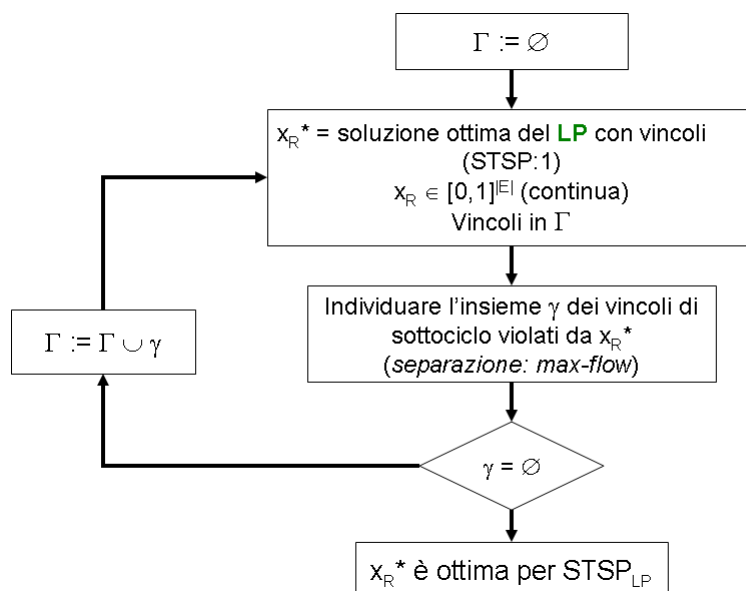 Γ := ∅
x_R* = soluzione ottima del LP con vincoli
(STSP:1)
x_R ∈ [0,1]^|E| (continua)
Vincoli in Γ
Individuare l'insieme γ dei vincoli di
sottociclo violati da x_R*
(separazione: max-flow)
Γ := Γ ∪ γ
γ = ∅
x_R* è ottima per STSP_LP